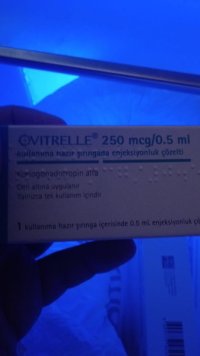 OVITRELLE® 250 mcg/0.5 ml
kullanıma hazır şırıngada enjeksiyonluk çözelti
Koriogonadotropin alfa
Deri altına uygulanır
Yalnızca tek kullanım içindir
1 kullanıma hazır şırınga içerisinde 0.5 mL enjeksiyonluk çözelti